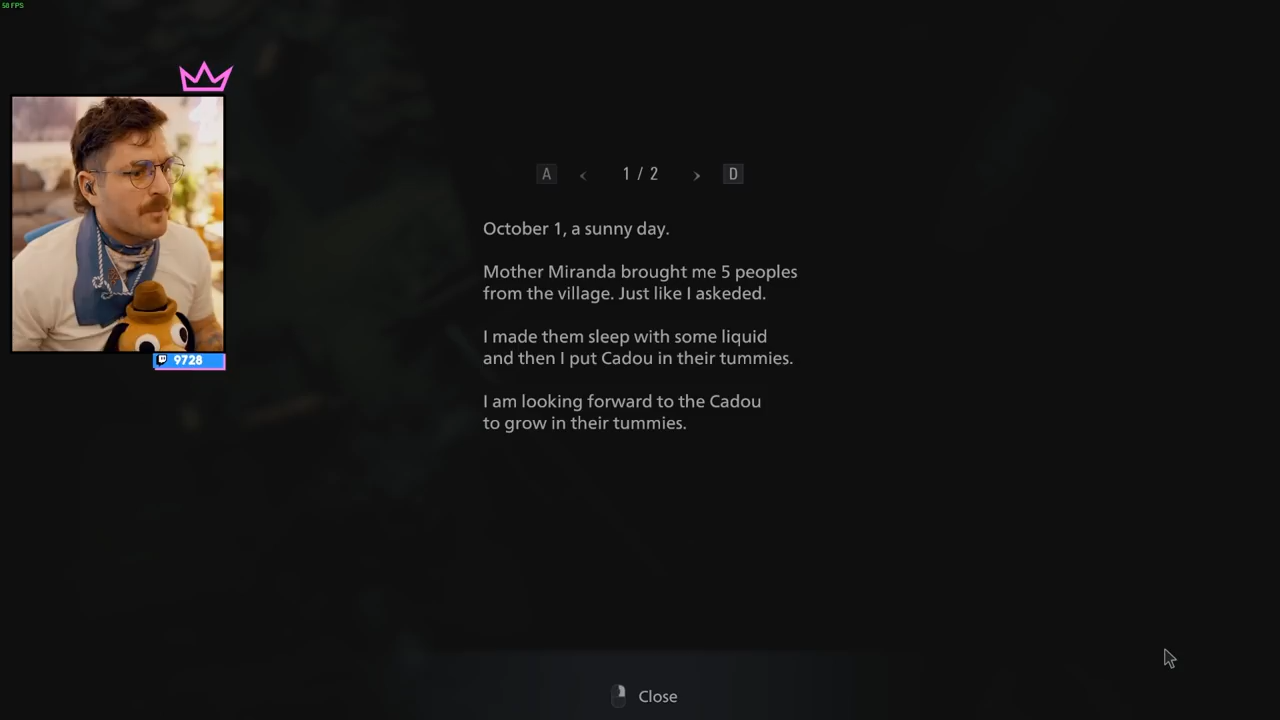 58 FPS
A < 1 / 2 > D
October 1, a sunny day.
Mother Miranda brought me 5 peoples
from the village. Just like I askeded.
I made them sleep with some liquid
and then I put Cadou in their tummies.
I am looking forward to the Cadou
to grow in their tummies.
9728
Close